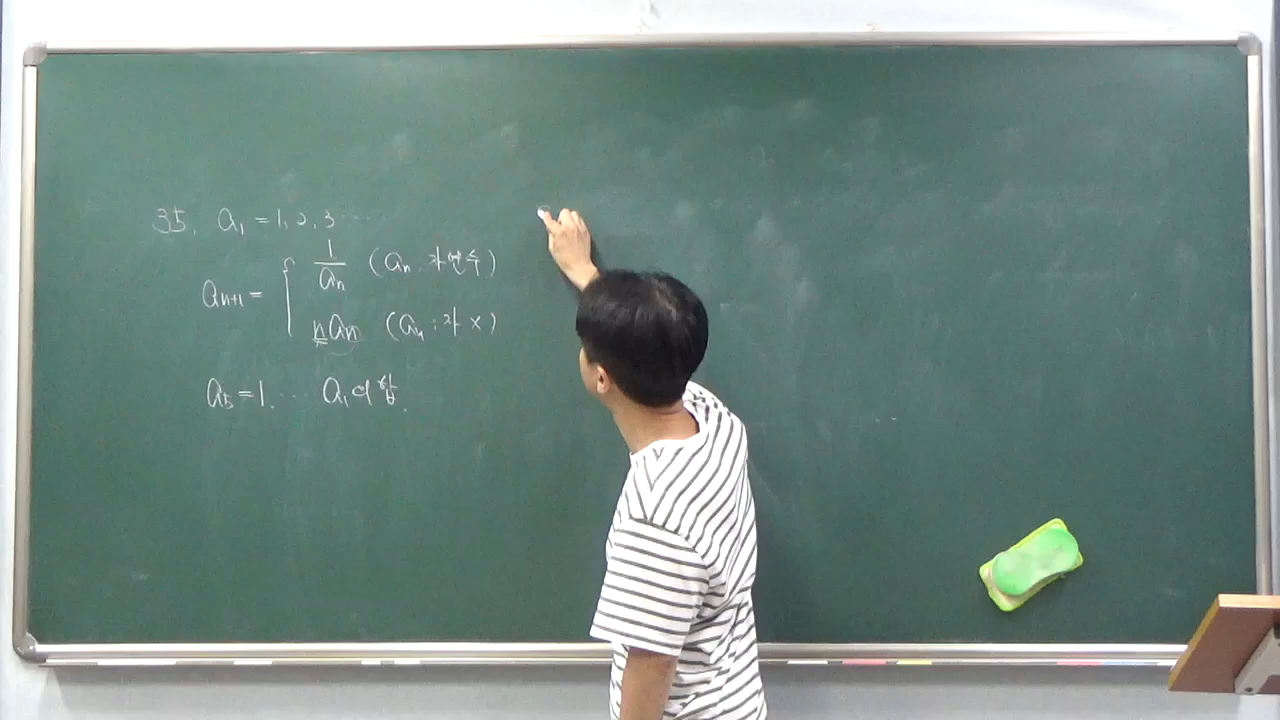 35. a₁ = 1, 2, 3 ⋯
aₙ₊₁ = { 1/aₙ (aₙ : 자연수)
naₙ (aₙ : 자 x)
a₅ = 1. ⋯ a₁의 합.